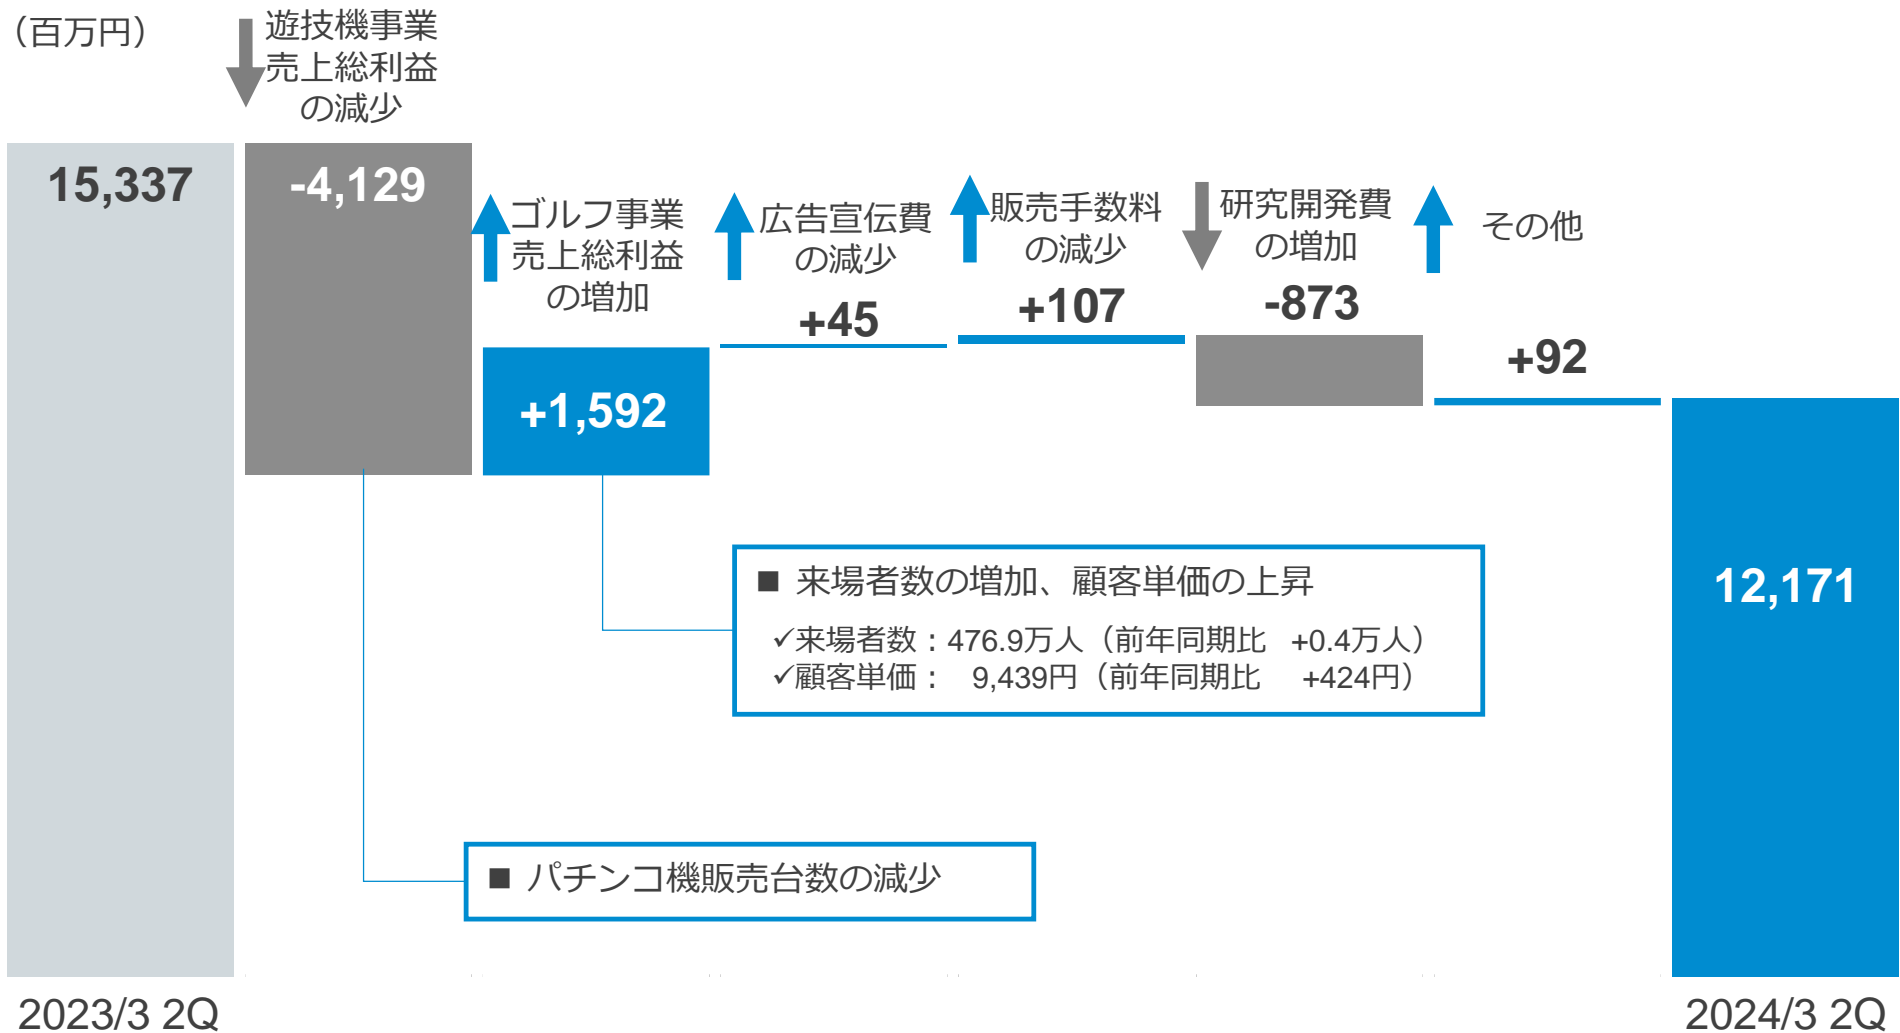 （百万円）
遊技機事業
売上総利益
の減少
15,337
-4,129
ゴルフ事業
売上総利益
の増加
+1,592
広告宣伝費
の減少
+45
販売手数料
の減少
+107
研究開発費
の増加
-873
その他
+92
12,171
■ 来場者数の増加、顧客単価の上昇
✓来場者数：476.9万人（前年同期比 +0.4万人）
✓顧客単価： 9,439円（前年同期比 +424円）
■ パチンコ機販売台数の減少
2023/3 2Q
2024/3 2Q